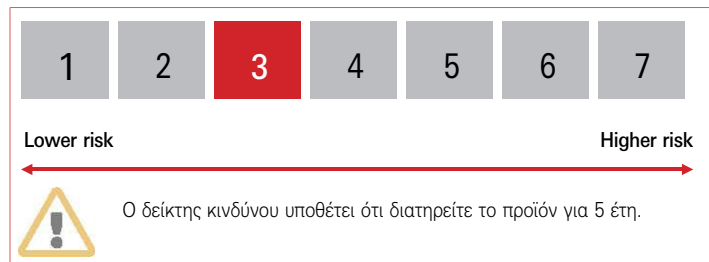 1 2 3 4 5 6 7
Lower risk Higher risk
Ο δείκτης κινδύνου υποθέτει ότι διατηρείτε το προϊόν για 5 έτη.